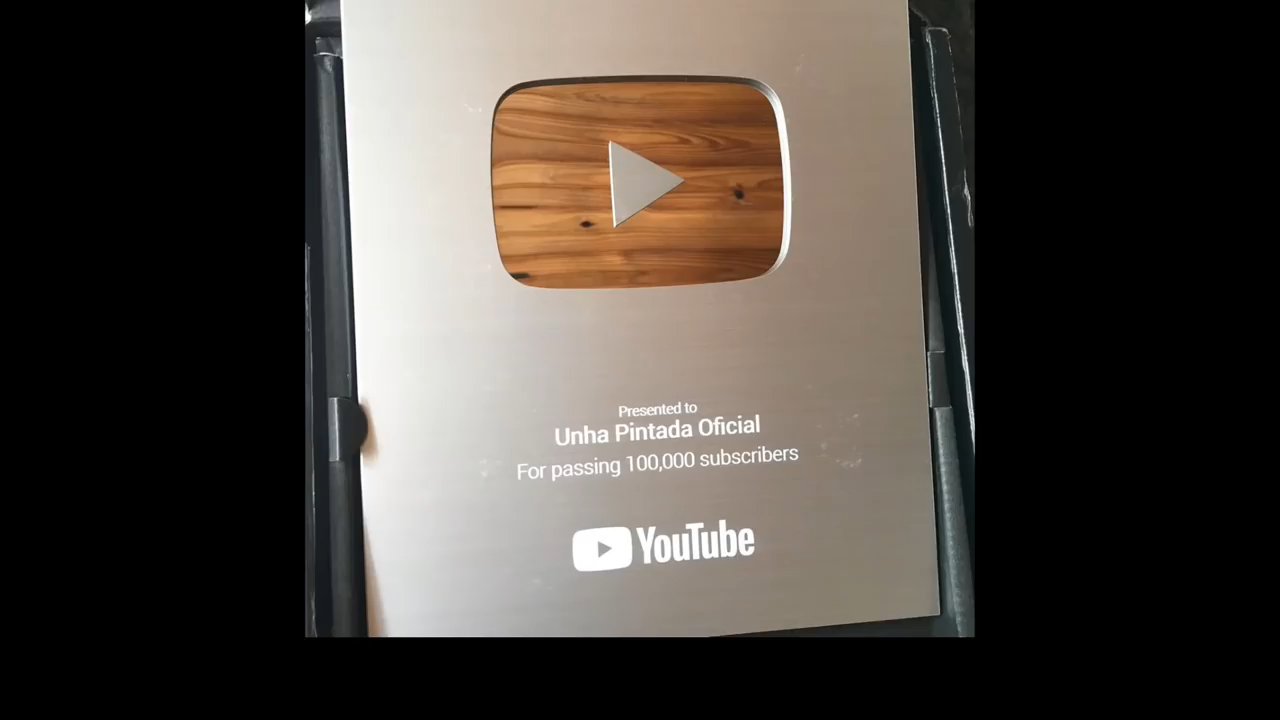 Presented to
Unha Pintada Oficial
For passing 100,000 subscribers
YouTube